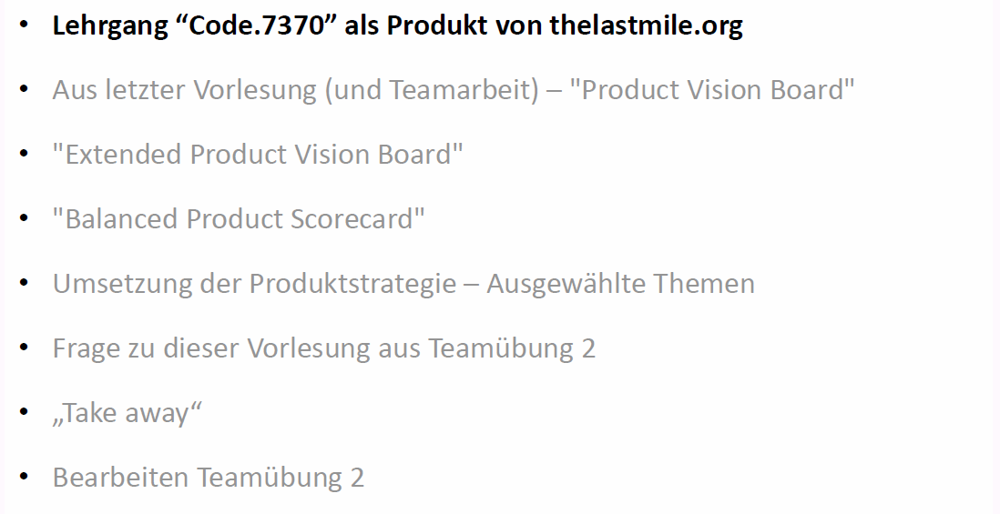 • Lehrgang “Code.7370” als Produkt von thelastmile.org
• Aus letzter Vorlesung (und Teamarbeit) – "Product Vision Board"
• "Extended Product Vision Board"
• "Balanced Product Scorecard"
• Umsetzung der Produktstrategie – Ausgewählte Themen
• Frage zu dieser Vorlesung aus Teamübung 2
• „Take away“
• Bearbeiten Teamübung 2